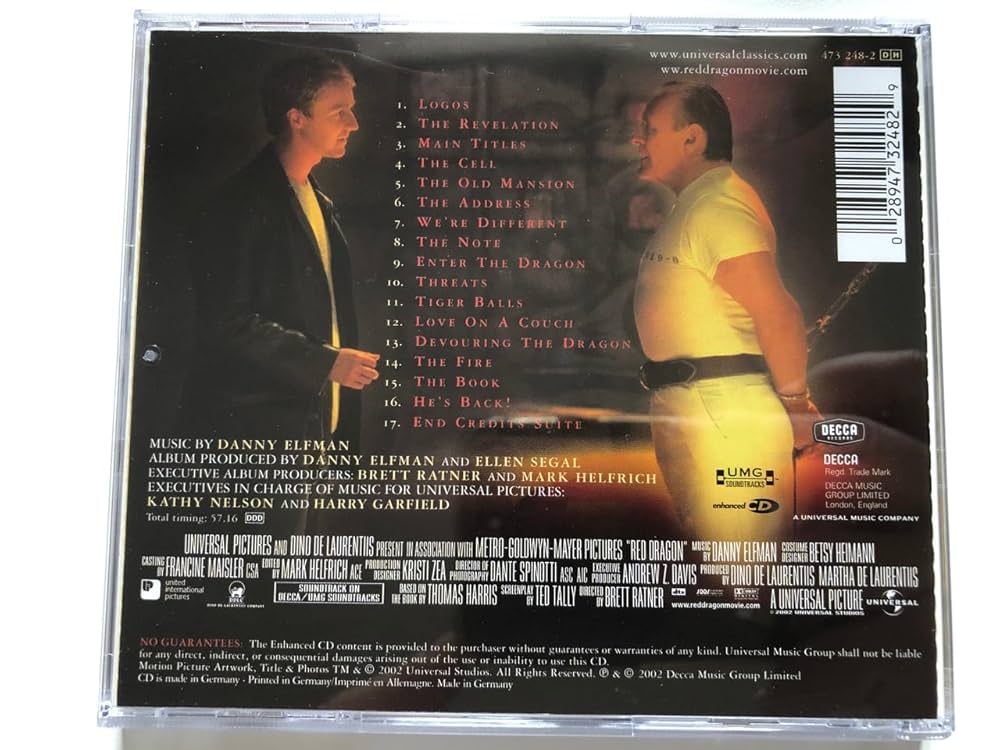 www.universalclassics.com 473 248-2 DH
www.reddragonmovie.com
0 28947 32482 9
1. LOGOS
2. THE REVELATION
3. MAIN TITLES
4. THE CELL
5. THE OLD MANSION
6. THE ADDRESS
7. WE'RE DIFFERENT
8. THE NOTE
9. ENTER THE DRAGON
10. THREATS
11. TIGER BALLS
12. LOVE ON A COUCH
13. DEVOURING THE DRAGON
14. THE FIRE
15. THE BOOK
16. HE'S BACK!
17. END CREDITS SUITE
MUSIC BY DANNY ELFMAN
ALBUM PRODUCED BY DANNY ELFMAN AND ELLEN SEGAL
EXECUTIVE ALBUM PRODUCERS: BRETT RATNER AND MARK HELFRICH
EXECUTIVES IN CHARGE OF MUSIC FOR UNIVERSAL PICTURES:
KATHY NELSON AND HARRY GARFIELD
Total timing: 57.16 DDD
UMG
SOUNDTRACKS
enhanced CD
DECCA
RECORDS
DECCA
Regd. Trade Mark
DECCA MUSIC
GROUP LIMITED
London, England
A UNIVERSAL MUSIC COMPANY
UNIVERSAL PICTURES AND DINO DE LAURENTIIS PRESENT IN ASSOCIATION WITH METRO-GOLDWYN-MAYER PICTURES "RED DRAGON" MUSIC BY DANNY ELFMAN COSTUME DESIGNER BETSY HEIMANN
CASTING BY FRANCINE MAISLER CSA EDITED BY MARK HELFRICH ACE PRODUCTION DESIGNER KRISTI ZEA DIRECTOR OF PHOTOGRAPHY DANTE SPINOTTI ASC AIC EXECUTIVE PRODUCER ANDREW Z. DAVIS PRODUCED BY DINO DE LAURENTIIS MARTHA DE LAURENTIIS
united international pictures SOUNDTRACK ON DECCA/UMG SOUNDTRACKS BASED ON THE BOOK BY THOMAS HARRIS SCREENPLAY BY TED TALLY DIRECTED BY BRETT RATNER www.reddragonmovie.com dts A UNIVERSAL PICTURE UNIVERSAL
© 2002 UNIVERSAL STUDIOS
NO GUARANTEES: The Enhanced CD content is provided to the purchaser without guarantees or warranties of any kind. Universal Music Group shall not be liable
for any direct, indirect, or consequential damages arising out of the use or inability to use this CD.
Motion Picture Artwork, Title & Photos TM & © 2002 Universal Studios. All Rights Reserved. ℗ & © 2002 Decca Music Group Limited
CD is made in Germany · Printed in Germany/Imprimé en Allemagne. Made in Germany